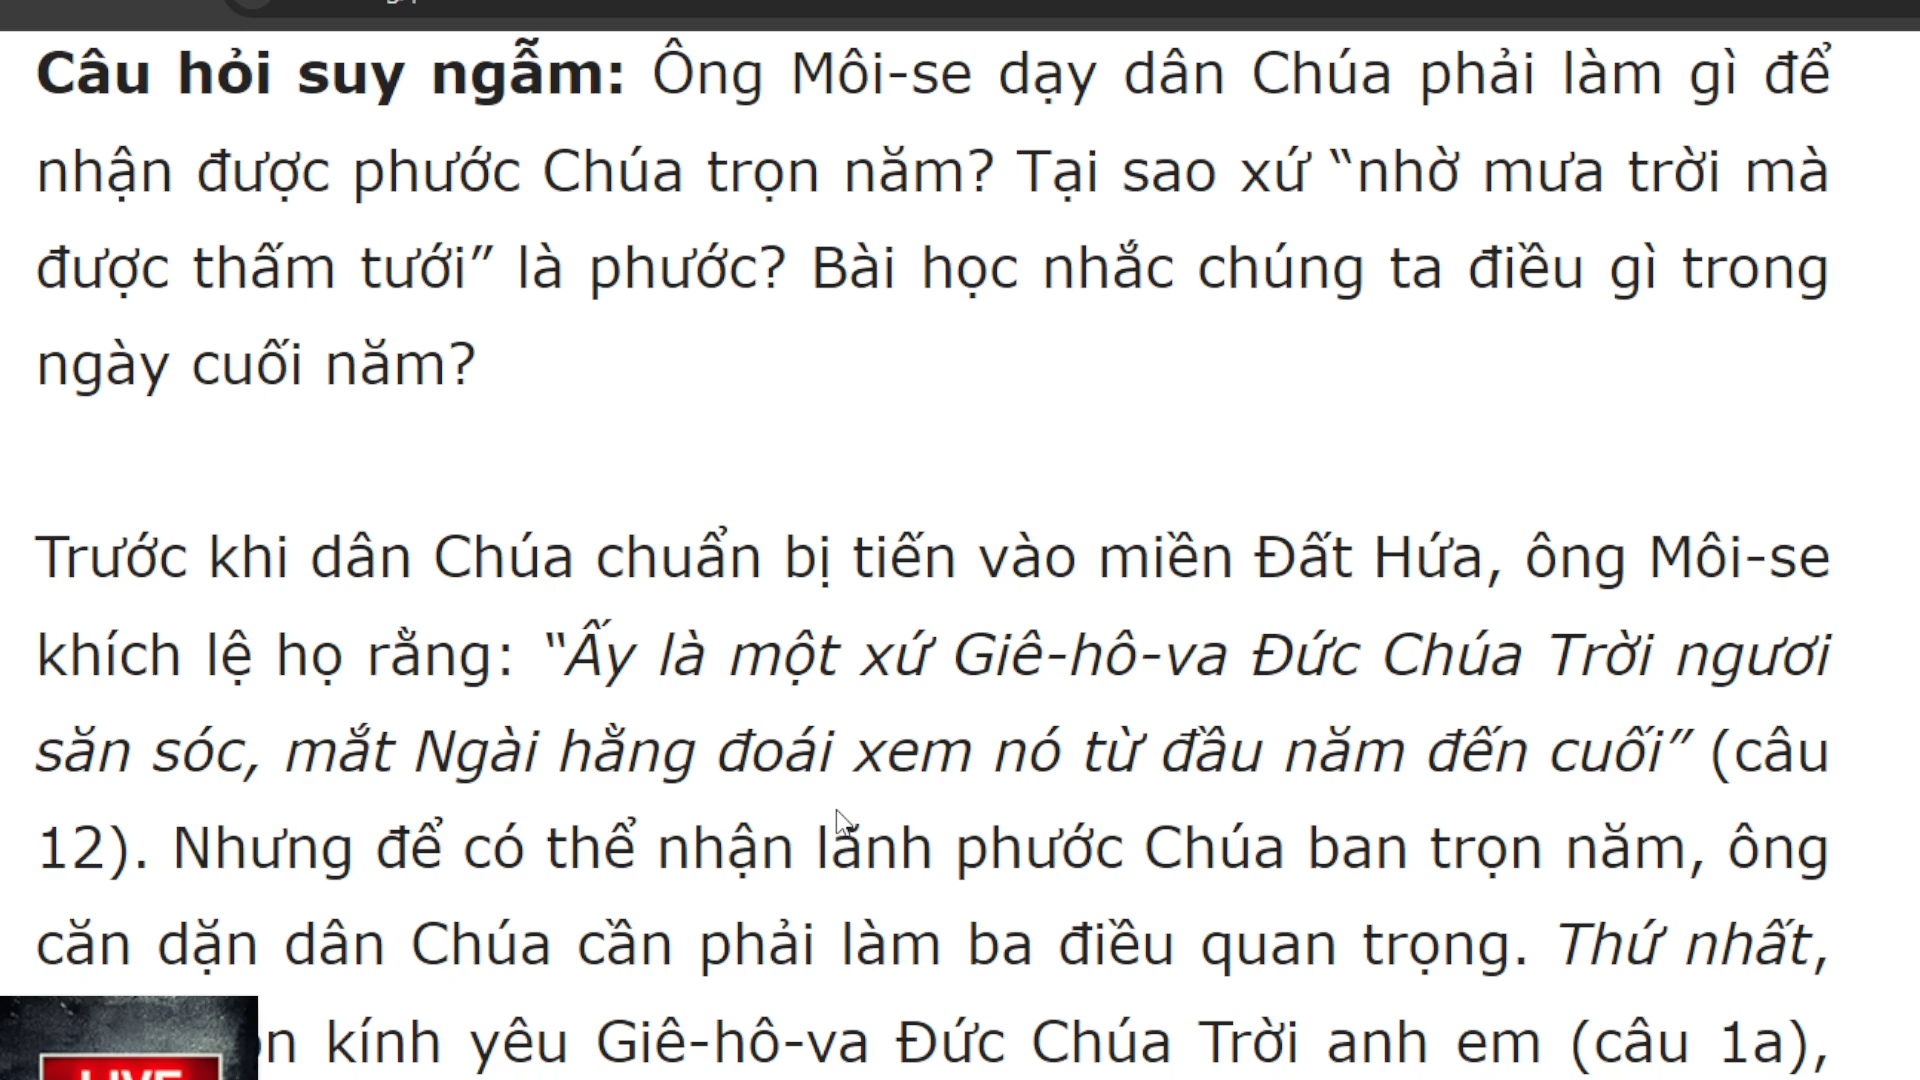 Câu hỏi suy ngẫm: Ông Môi-se dạy dân Chúa phải làm gì để
nhận được phước Chúa trọn năm? Tại sao xứ “nhờ mưa trời mà
được thấm tưới” là phước? Bài học nhắc chúng ta điều gì trong
ngày cuối năm?
Trước khi dân Chúa chuẩn bị tiến vào miền Đất Hứa, ông Môi-se
khích lệ họ rằng: “Ấy là một xứ Giê-hô-va Đức Chúa Trời ngươi
săn sóc, mắt Ngài hằng đoái xem nó từ đầu năm đến cuối” (câu
12). Nhưng để có thể nhận lãnh phước Chúa ban trọn năm, ông
căn dặn dân Chúa cần phải làm ba điều quan trọng. Thứ nhất,
kính yêu Giê-hô-va Đức Chúa Trời anh em (câu 1a),
LIVE